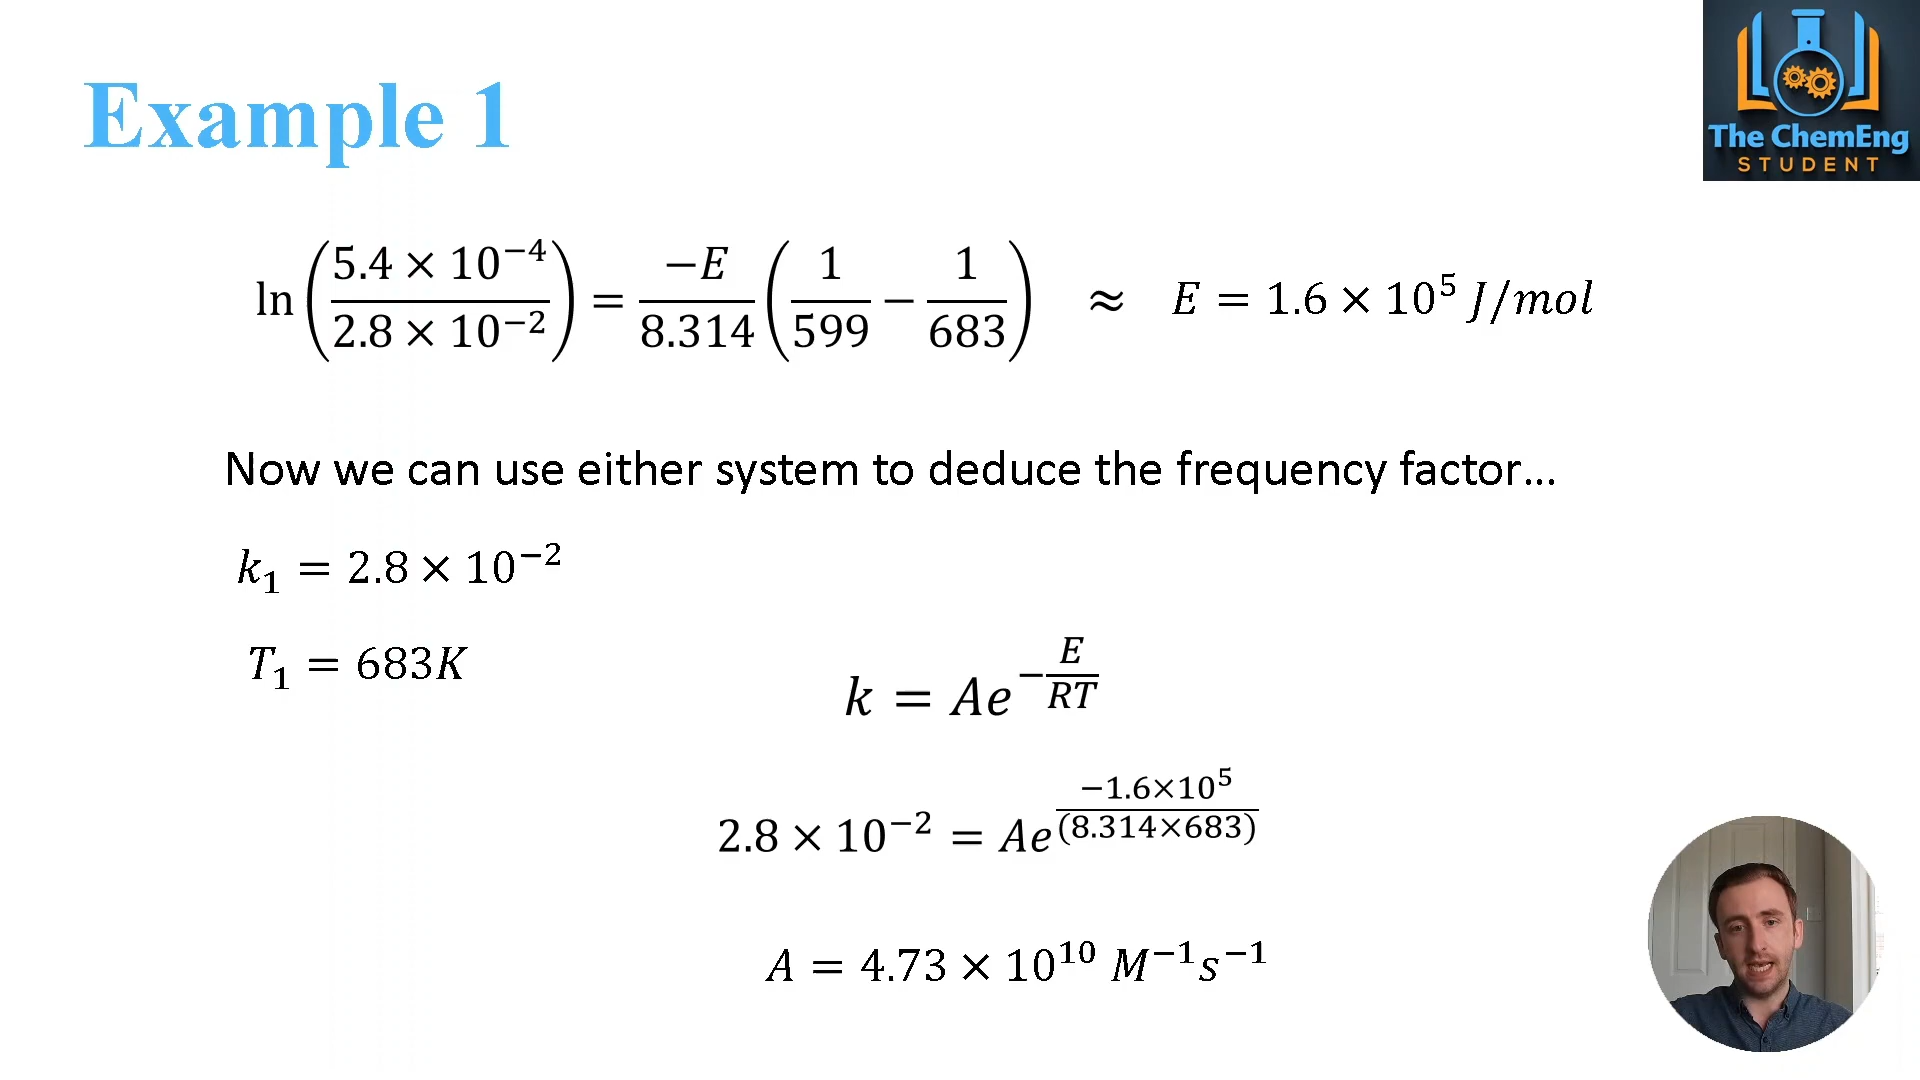 Example 1
The ChemEng
STUDENT
ln(5.4 × 10⁻⁴ / 2.8 × 10⁻²) = −E/8.314 (1/599 − 1/683) ≈ E = 1.6 × 10⁵ J/mol
Now we can use either system to deduce the frequency factor…
k₁ = 2.8 × 10⁻²
T₁ = 683K
k = Ae^(−E/RT)
2.8 × 10⁻² = Ae^(−1.6×10⁵/(8.314×683))
A = 4.73 × 10¹⁰ M⁻¹s⁻¹